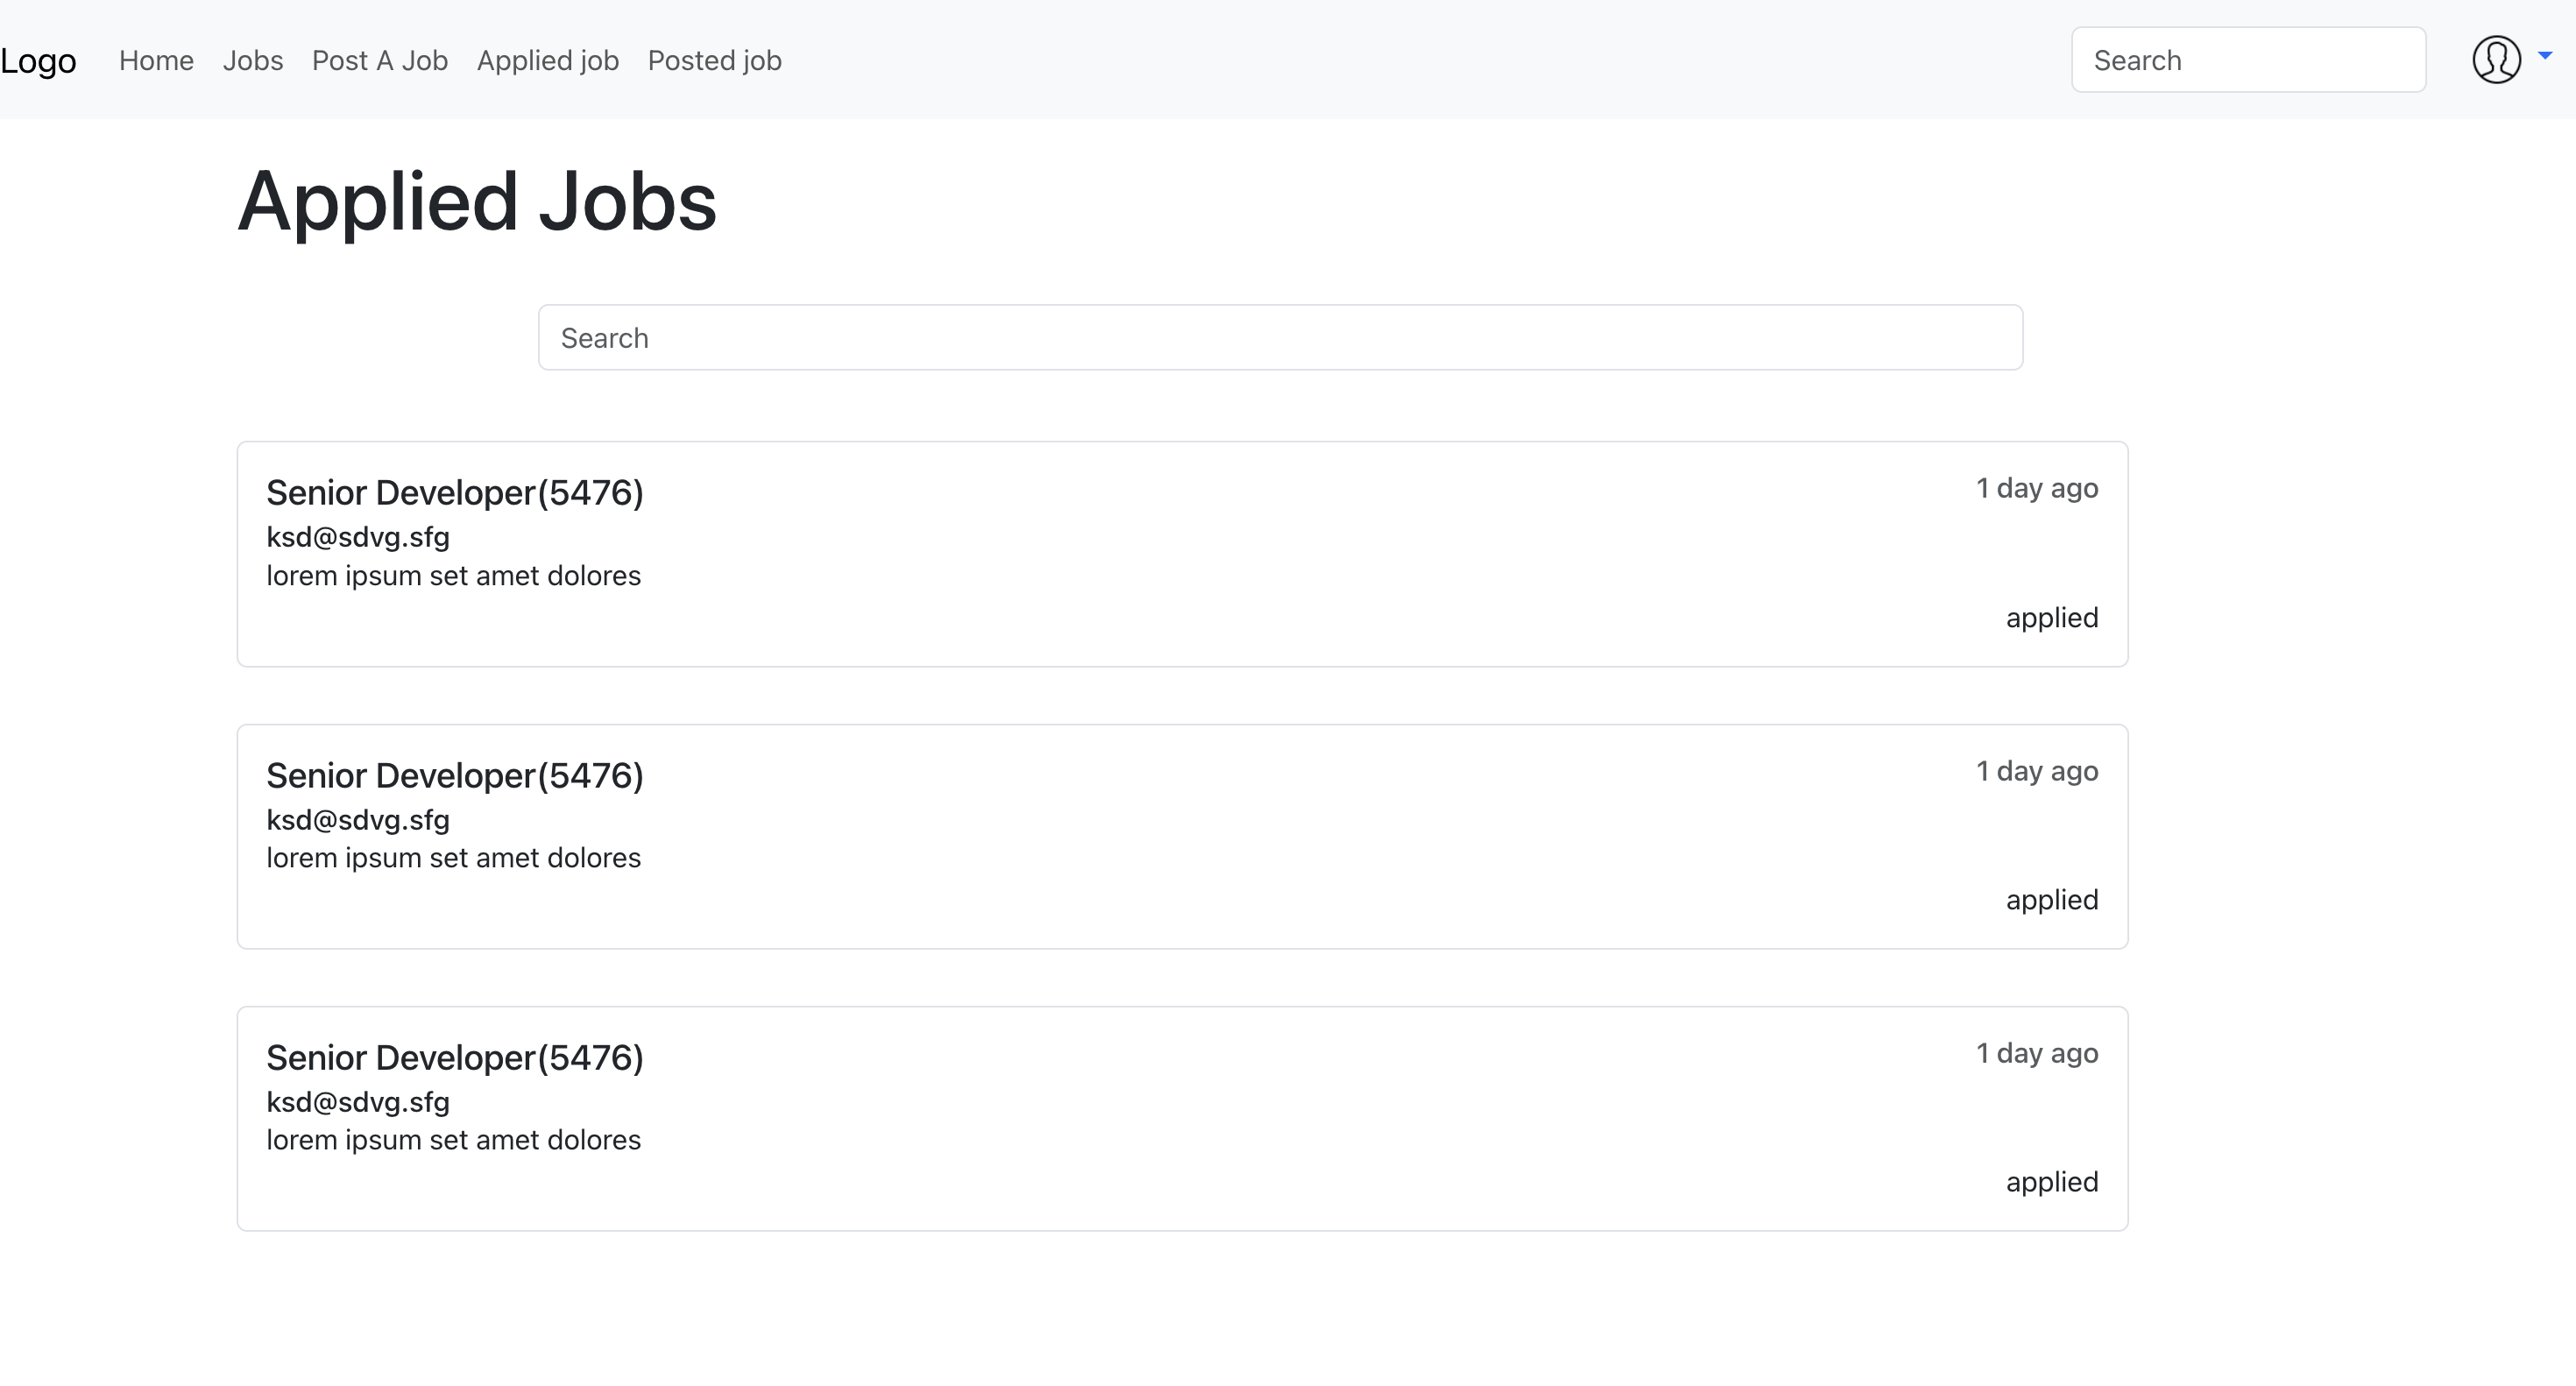 Logo Home Jobs Post A Job Applied job Posted job Search
Applied Jobs
Search
Senior Developer(5476) 1 day ago
ksd@sdvg.sfg
lorem ipsum set amet dolores
applied
Senior Developer(5476) 1 day ago
ksd@sdvg.sfg
lorem ipsum set amet dolores
applied
Senior Developer(5476) 1 day ago
ksd@sdvg.sfg
lorem ipsum set amet dolores
applied